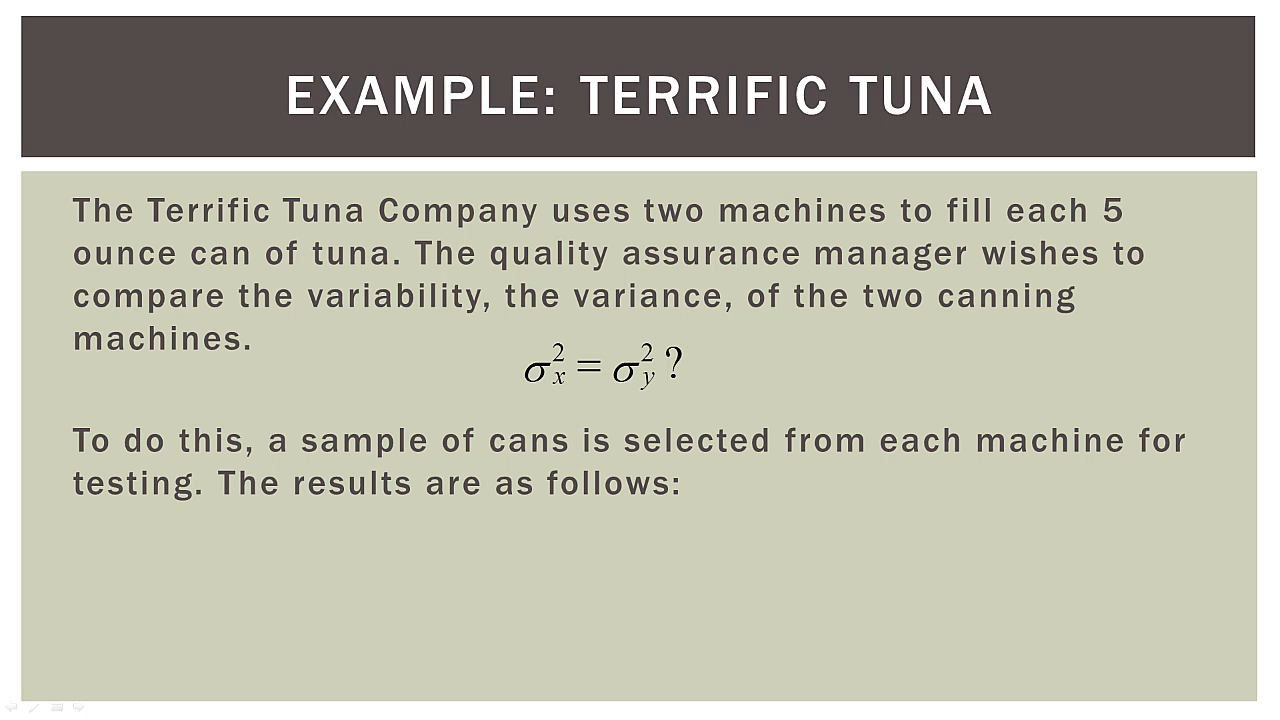 EXAMPLE: TERRIFIC TUNA
The Terrific Tuna Company uses two machines to fill each 5
ounce can of tuna. The quality assurance manager wishes to
compare the variability, the variance, of the two canning
machines.
σ²ₓ = σ²ᵧ ?
To do this, a sample of cans is selected from each machine for
testing. The results are as follows: